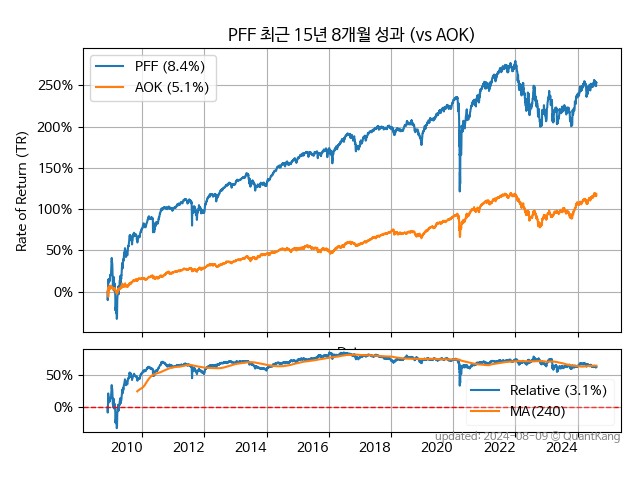 PFF 최근 15년 8개월 성과 (vs AOK)
PFF (8.4%)
AOK (5.1%)
Rate of Return (TR)
250%
200%
150%
100%
50%
0%
50%
0%
Relative (3.1%)
MA(240)
2010 2012 2014 2016 2018 2020 2022 2024
updated: 2024-08-09 © QuantKang